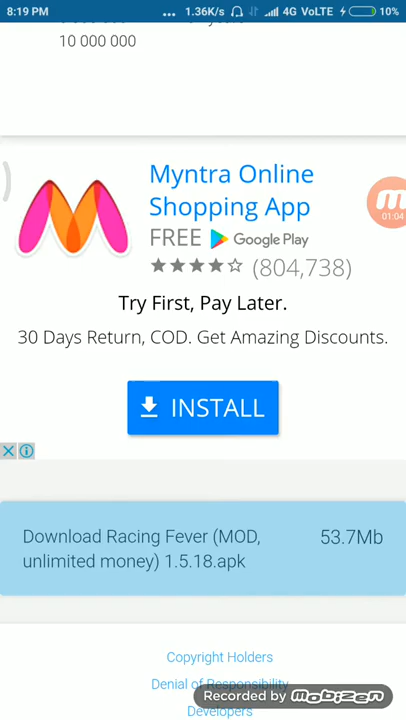 8:19 PM ... 1.36K/s 4G VoLTE 10%
10 000 000
Myntra Online
Shopping App
FREE Google Play
(804,738)
01:04
Try First, Pay Later.
30 Days Return, COD. Get Amazing Discounts.
INSTALL
Download Racing Fever (MOD, 53.7Mb
unlimited money) 1.5.18.apk
Copyright Holders
Denial of Responsibility
Recorded by mobizen
Developers